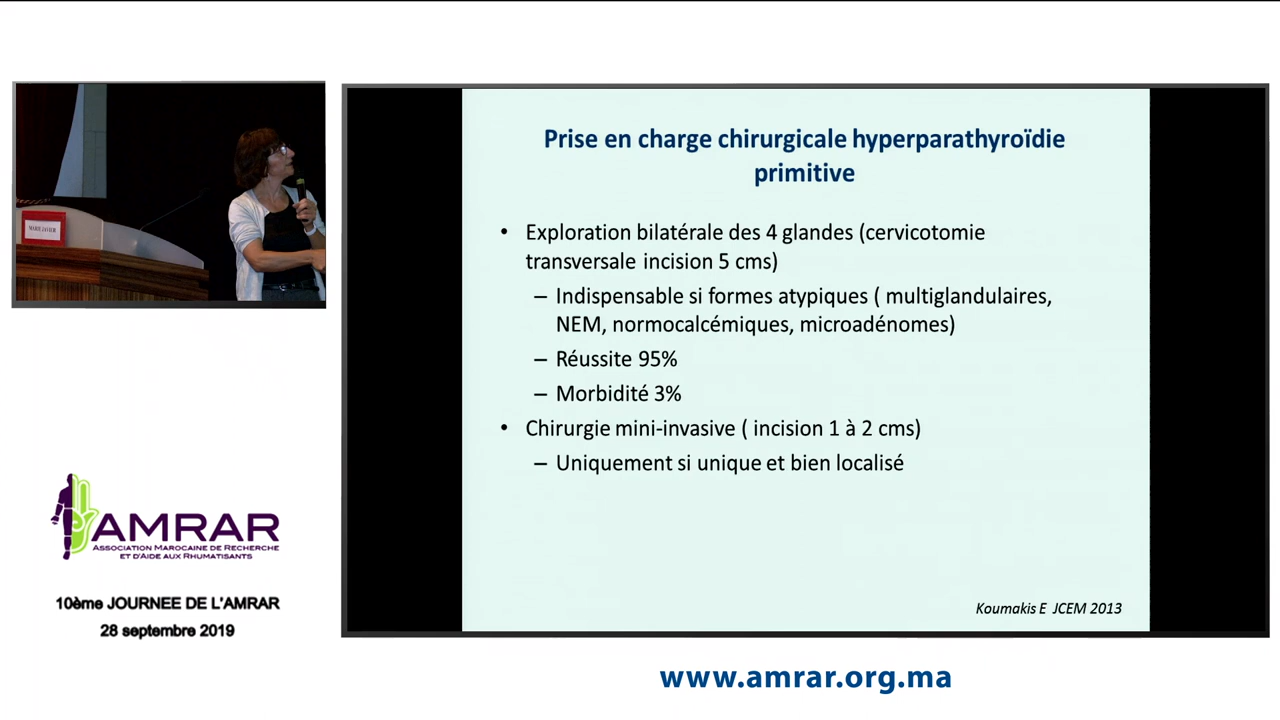 Prise en charge chirurgicale hyperparathyroïdie
primitive
• Exploration bilatérale des 4 glandes (cervicotomie
transversale incision 5 cms)
– Indispensable si formes atypiques ( multiglandulaires,
NEM, normocalcémiques, microadénomes)
– Réussite 95%
– Morbidité 3%
• Chirurgie mini-invasive ( incision 1 à 2 cms)
– Uniquement si unique et bien localisé
Koumakis E JCEM 2013
AMRAR
ASSOCIATION MAROCAINE DE RECHERCHE
ET D'AIDE AUX RHUMATISANTS
10ème JOURNEE DE L'AMRAR
28 septembre 2019
www.amrar.org.ma